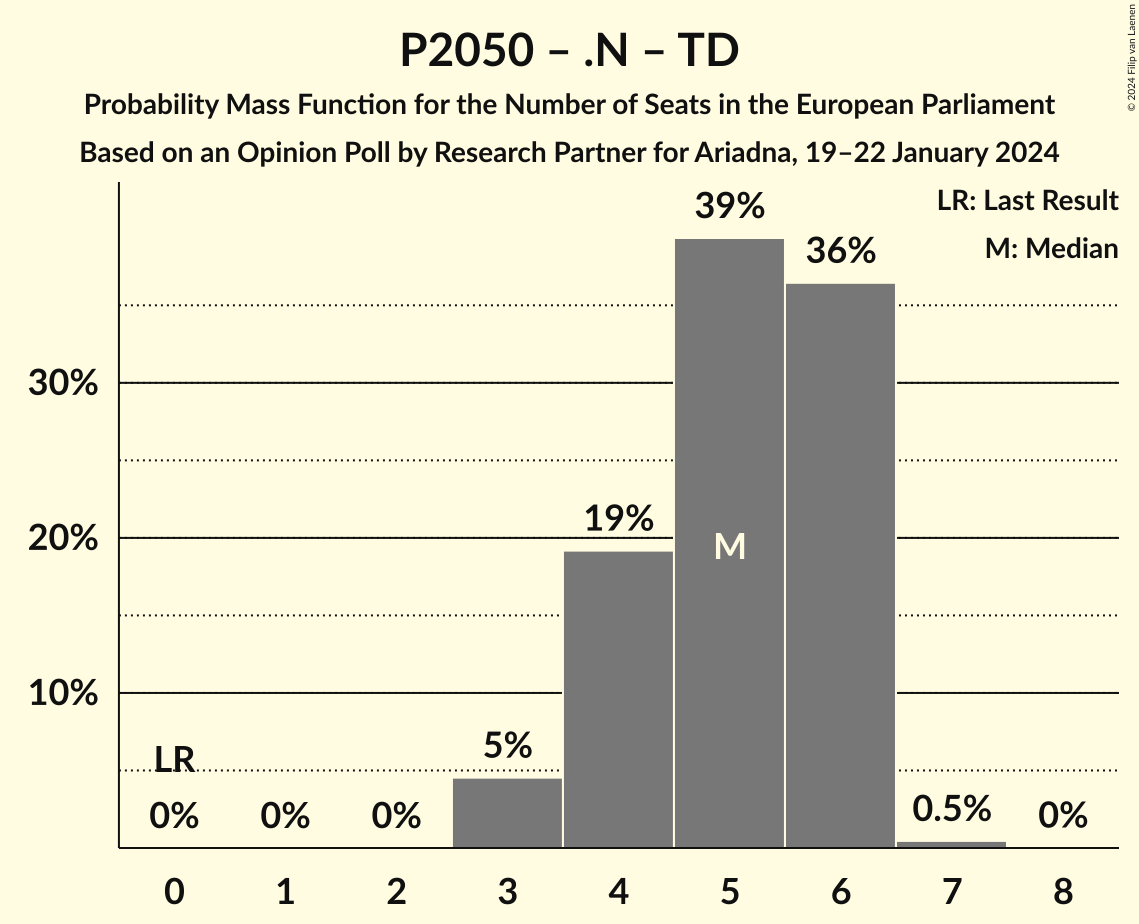 P2050 – .N – TD
Probability Mass Function for the Number of Seats in the European Parliament
Based on an Opinion Poll by Research Partner for Ariadna, 19–22 January 2024
© 2024 Filip van Laenen
LR: Last Result
M: Median
39%
36%
30%
19%
20%
M
10%
LR
5%
0%
0%
0%
0.5%
0%
0
1
2
3
4
5
6
7
8